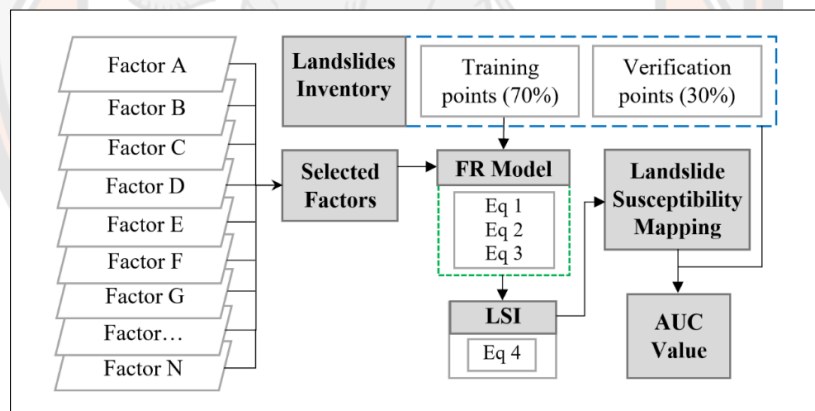 Factor A
Factor B
Factor C
Factor D
Factor E
Factor F
Factor G
Factor…
Factor N
Landslides
Inventory
Training
points (70%)
Verification
points (30%)
Selected
Factors
FR Model
Eq 1
Eq 2
Eq 3
LSI
Eq 4
Landslide
Susceptibility
Mapping
AUC
Value